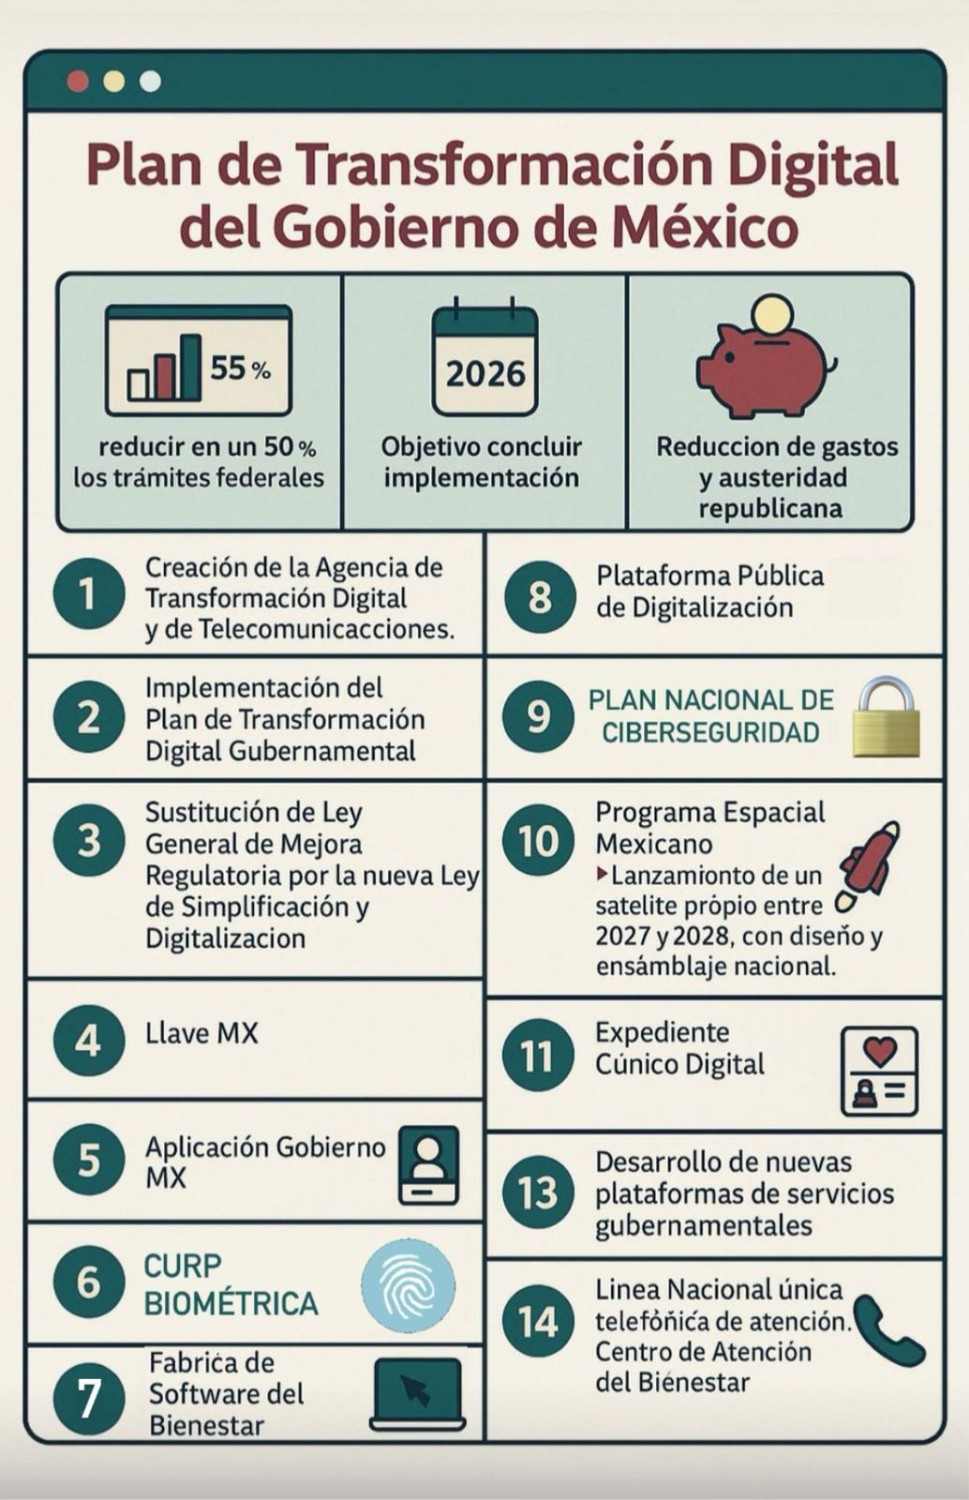 Plan de Transformación Digital
del Gobierno de México
55 %
reducir en un 50 %
los trámites federales
2026
Objetivo concluir
implementación
Reduccion de gastos
y austeridad
republicana
1
Creación de la Agencia de
Transformación Digital
y de Telecomunicacciones.
2
Implementación del
Plan de Transformación
Digital Gubernamental
3
Sustitución de Ley
General de Mejora
Regulatoria por la nueva Ley
de Simplificación y
Digitalizacion
4
Llave MX
5
Aplicación Gobierno
MX
6
CURP
BIOMÉTRICA
7
Fabrica de
Software del
Bienestar
8
Plataforma Pública
de Digitalización
9
PLAN NACIONAL DE
CIBERSEGURIDAD
10
Programa Espacial
Mexicano
Lanzamionto de un
satelite pròpio entre
2027 y 2028, con diseño y
ensámblaje nacional.
11
Expediente
Cúnico Digital
13
Desarrollo de nuevas
plataformas de servicios
gubernamentales
14
Linea Nacional única
telefòñica de atención.
Centro de Atención
del Biénestar